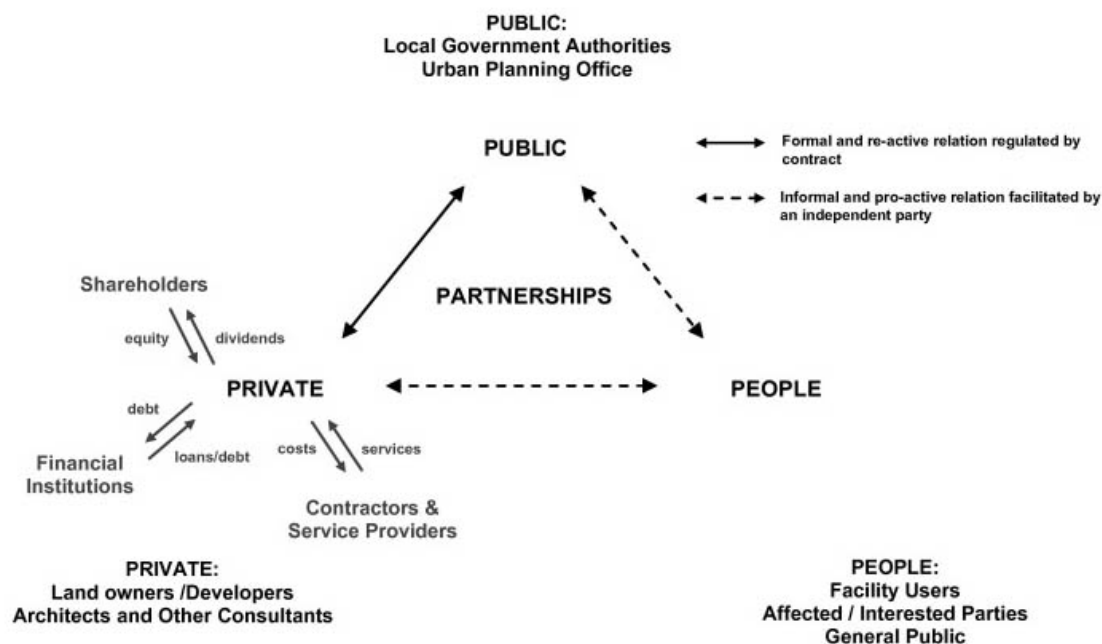 PUBLIC:
Local Government Authorities
Urban Planning Office
PUBLIC
Formal and re-active relation regulated by
contract
Informal and pro-active relation facilitated by
an independent party
Shareholders
PARTNERSHIPS
equity
dividends
PRIVATE
PEOPLE
debt
loans/debt
costs
services
Financial
Institutions
Contractors &
Service Providers
PRIVATE:
Land owners /Developers
Architects and Other Consultants
PEOPLE:
Facility Users
Affected / Interested Parties
General Public